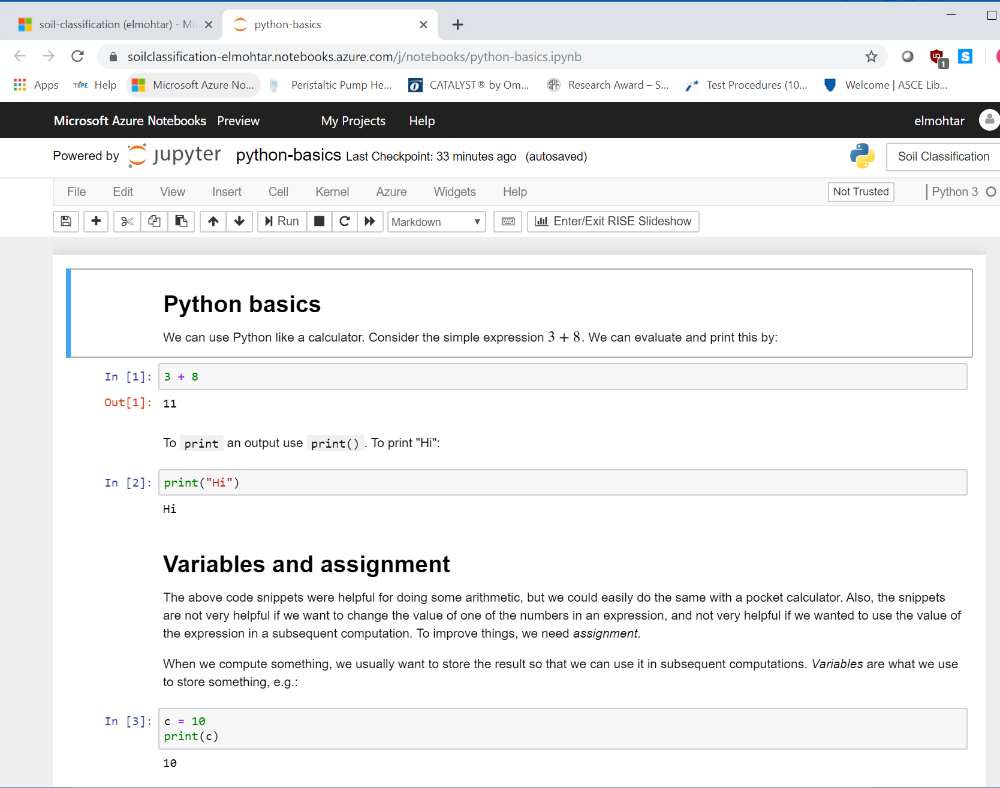 soil-classification (elmohtar) - Mi
python-basics
soilclassification-elmohtar.notebooks.azure.com/j/notebooks/python-basics.ipynb
1
Apps TBPE Help Microsoft Azure No... Peristaltic Pump He... CATALYST® by Om... Research Award – S... Test Procedures (10... Welcome | ASCE Lib...
Microsoft Azure Notebooks Preview My Projects Help elmohtar
Powered by jupyter python-basics Last Checkpoint: 33 minutes ago (autosaved) Soil Classification
File Edit View Insert Cell Kernel Azure Widgets Help Not Trusted Python 3
Run Markdown Enter/Exit RISE Slideshow
Python basics
We can use Python like a calculator. Consider the simple expression 3 + 8. We can evaluate and print this by:
In [1]: 3 + 8
Out[1]: 11
To print an output use print() . To print "Hi":
In [2]: print("Hi")
Hi
Variables and assignment
The above code snippets were helpful for doing some arithmetic, but we could easily do the same with a pocket calculator. Also, the snippets
are not very helpful if we want to change the value of one of the numbers in an expression, and not very helpful if we wanted to use the value of
the expression in a subsequent computation. To improve things, we need assignment.
When we compute something, we usually want to store the result so that we can use it in subsequent computations. Variables are what we use
to store something, e.g.:
In [3]: c = 10
print(c)
10